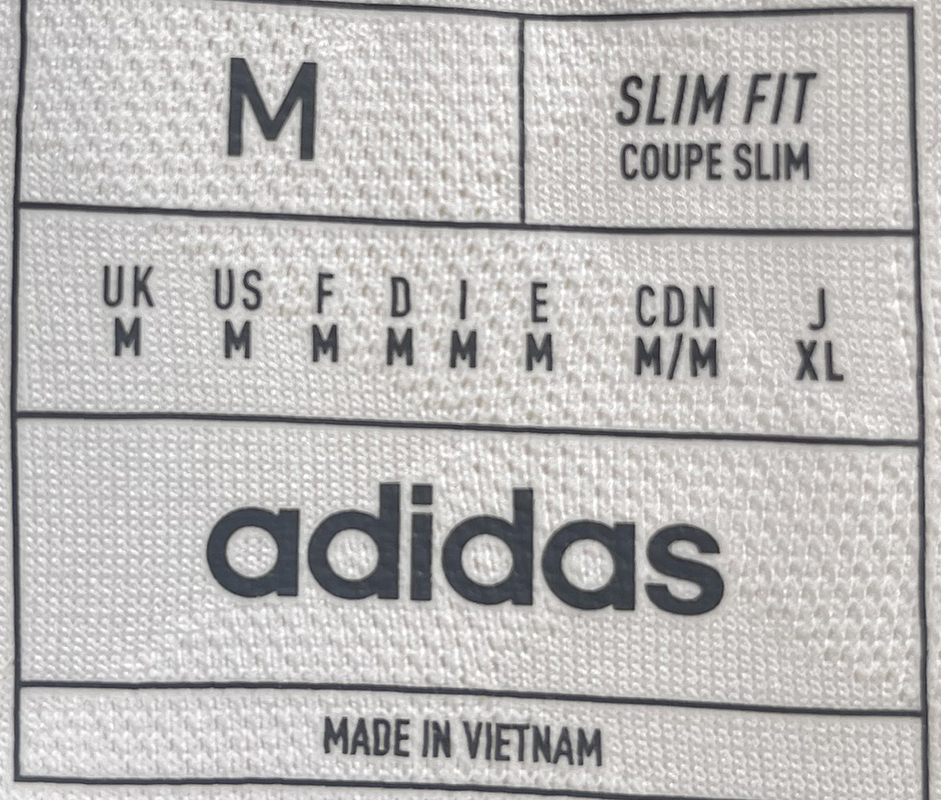 M
SLIM FIT
COUPE SLIM
UK US F D I E CDN J
M M M M M M M/M XL
adidas
MADE IN VIETNAM